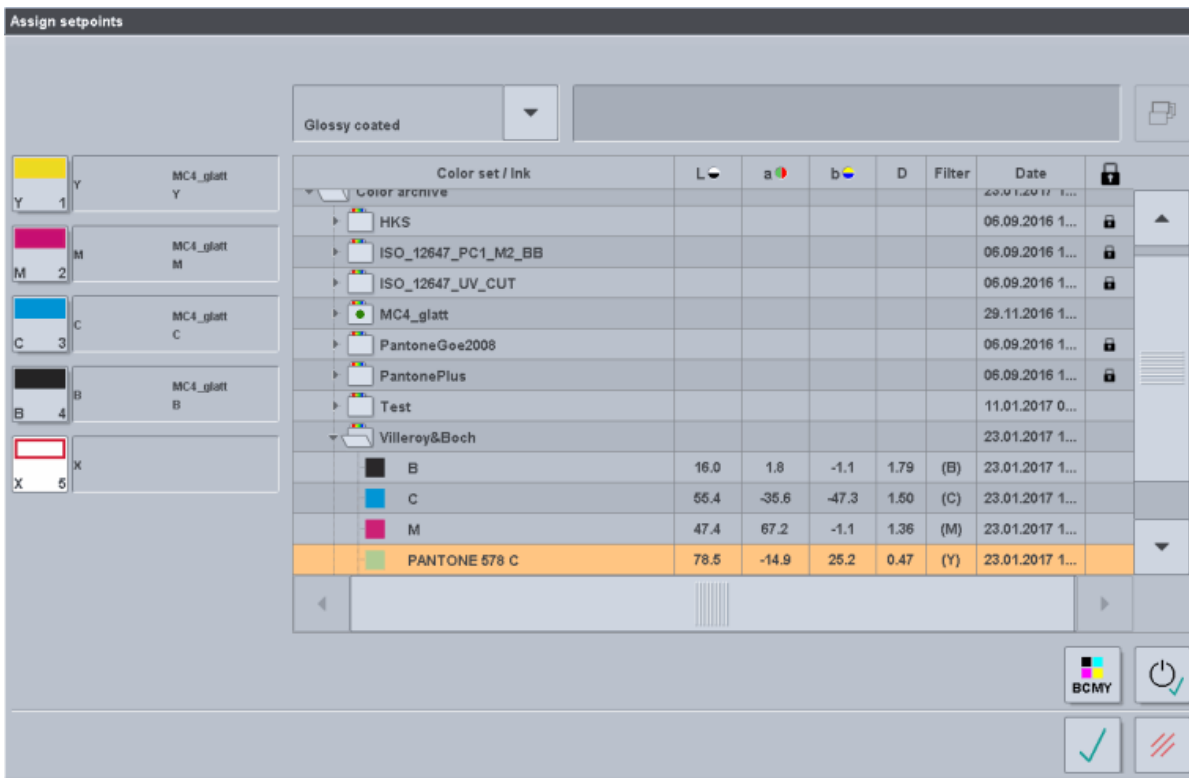 Assign setpoints
Glossy coated
Color set / Ink L a b D Filter Date
Y 1 Y MC4_glatt
Y
M 2 M MC4_glatt
M
C 3 C MC4_glatt
C
B 4 B MC4_glatt
B
X 5 X
Color archive 23.01.2017 1...
HKS 06.09.2016 1...
ISO_12647_PC1_M2_BB 06.09.2016 1...
ISO_12647_UV_CUT 06.09.2016 1...
MC4_glatt 29.11.2016 1...
PantoneGoe2008 06.09.2016 1...
PantonePlus 06.09.2016 1...
Test 11.01.2017 0...
Villeroy&Boch 23.01.2017 1...
B 16.0 1.8 -1.1 1.79 (B) 23.01.2017 1...
C 55.4 -35.6 -47.3 1.50 (C) 23.01.2017 1...
M 47.4 67.2 -1.1 1.36 (M) 23.01.2017 1...
PANTONE 578 C 78.5 -14.9 25.2 0.47 (Y) 23.01.2017 1...
BCMY